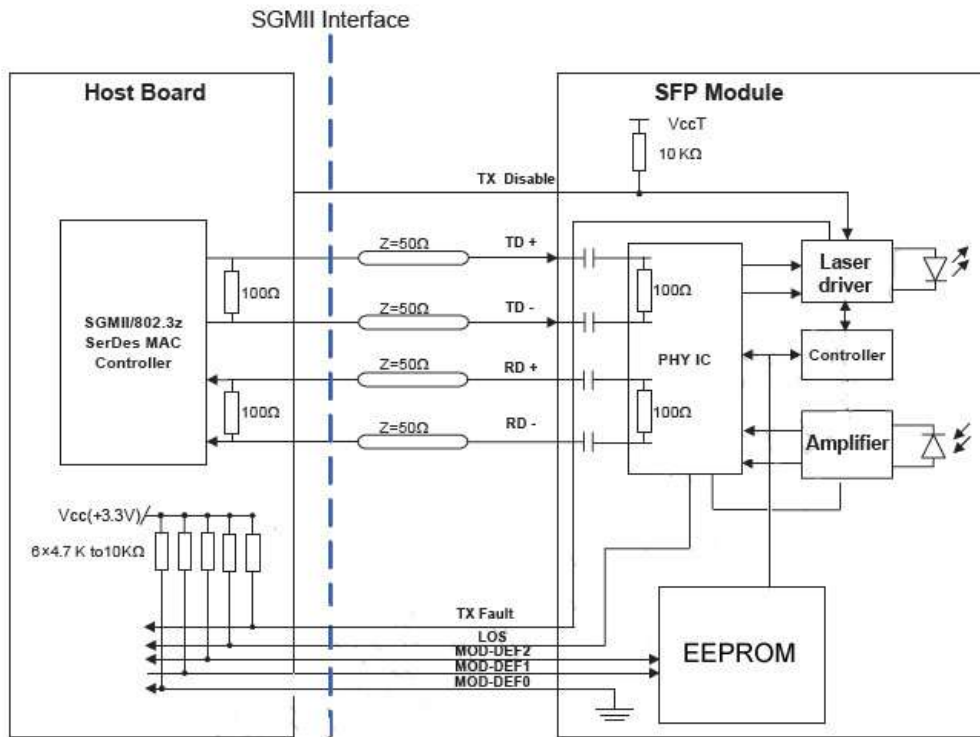 SGMII Interface
Host Board
SFP Module
VccT
10 KΩ
TX Disable
Z=50Ω
TD +
100Ω
100Ω
Laser
driver
Z=50Ω
TD -
SGMII/802.3z
SerDes MAC
Controller
PHY IC
Controller
Z=50Ω
RD +
100Ω
100Ω
Z=50Ω
RD -
Amplifier
Vcc(+3.3V)
6×4.7 K to10KΩ
TX Fault
LOS
MOD-DEF2
MOD-DEF1
MOD-DEF0
EEPROM